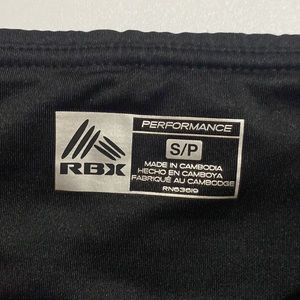 RBX
PERFORMANCE
S/P
MADE IN CAMBODIA
HECHO EN CAMBOYA
FABRIQUÉ AU CAMBODGE
RN63619